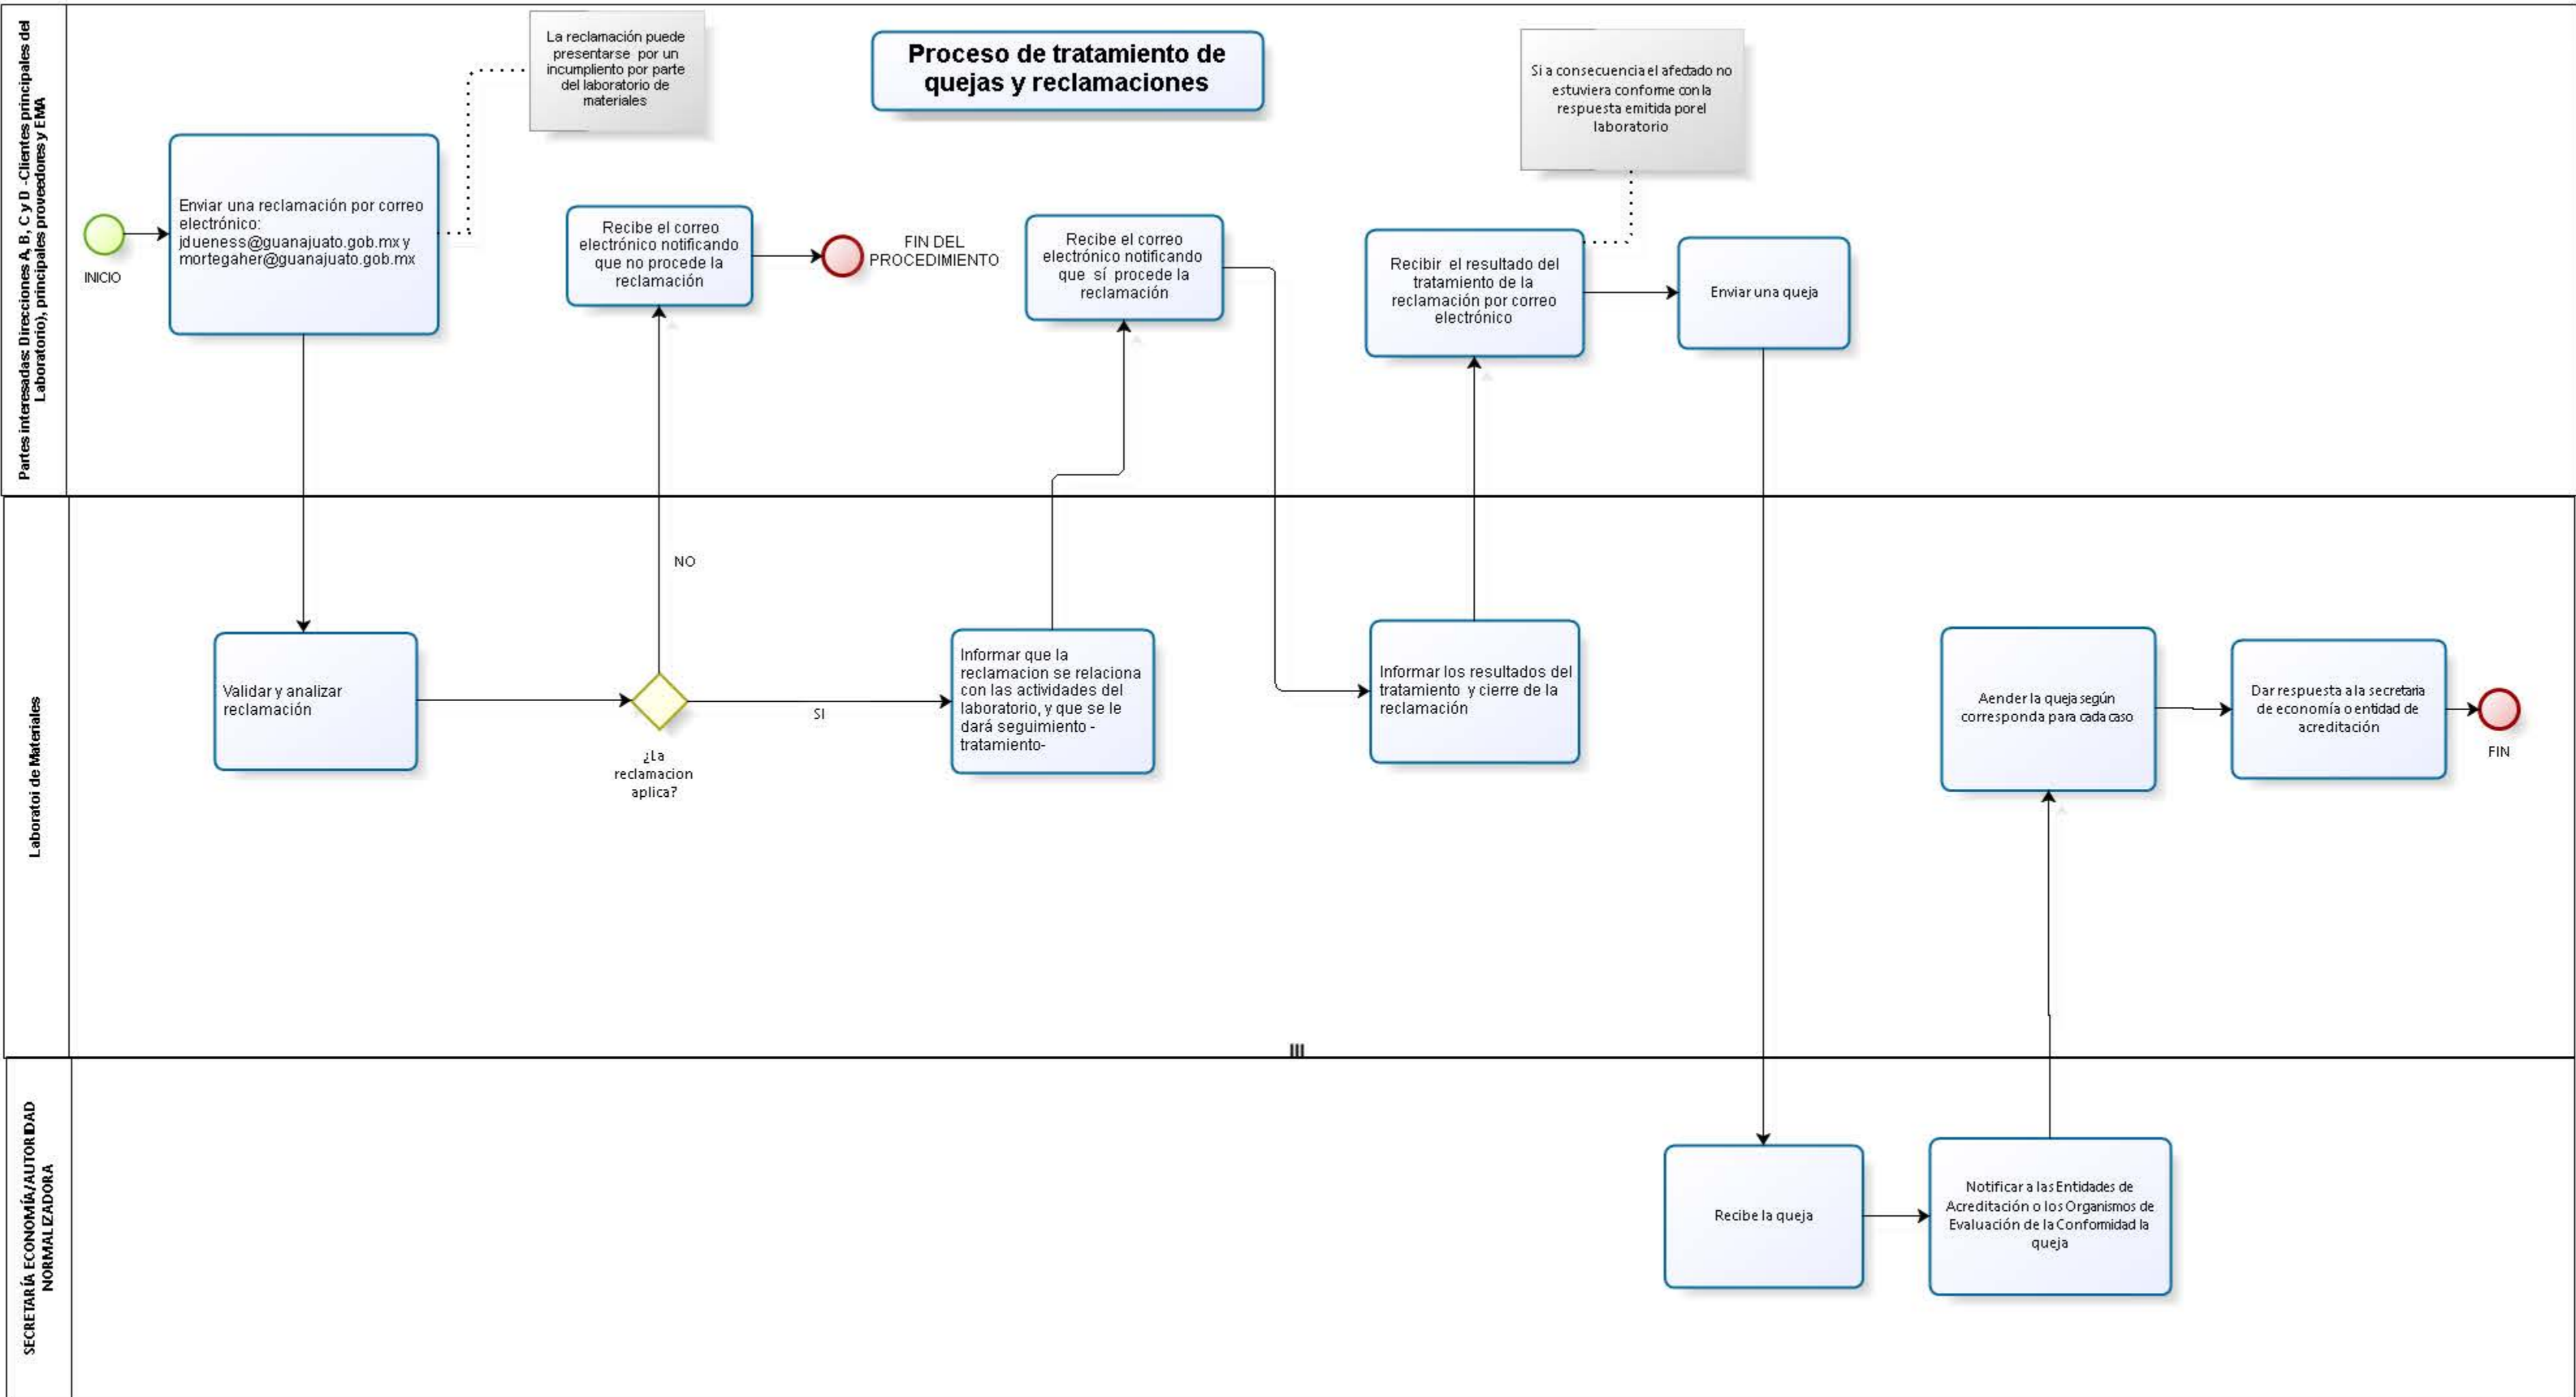 Partes interesadas: Direcciones A, B, C y D -Clientes principales del
Laboratorio), principales proveedores y EMA
INICIO
Enviar una reclamación por correo
electrónico:
jdueness@guanajuato.gob.mx y
mortegaher@guanajuato.gob.mx
La reclamación puede
presentarse por un
incumpliento por parte
del laboratorio de
materiales
Proceso de tratamiento de
quejas y reclamaciones
Recibe el correo
electrónico notificando
que no procede la
reclamación
FIN DEL
PROCEDIMIENTO
Recibe el correo
electrónico notificando
que sí procede la
reclamación
Si a consecuencia el afectado no
estuviera conforme con la
respuesta emitida por el
laboratorio
Recibir el resultado del
tratamiento de la
reclamación por correo
electrónico
Enviar una queja
Laboratoi de Materiales
Validar y analizar
reclamación
NO
SI
¿La
reclamacion
aplica?
Informar que la
reclamacion se relaciona
con las actividades del
laboratorio, y que se le
dará seguimiento -
tratamiento-
Informar los resultados del
tratamiento y cierre de la
reclamación
Aender la queja según
corresponda para cada caso
Dar respuesta a la secretaria
de economía o entidad de
acreditación
FIN
SECRETARÍA ECONOMÍA/AUTORIDAD
NORMALIZADORA
Recibe la queja
Notificar a las Entidades de
Acreditación o los Organismos de
Evaluación de la Conformidad la
queja